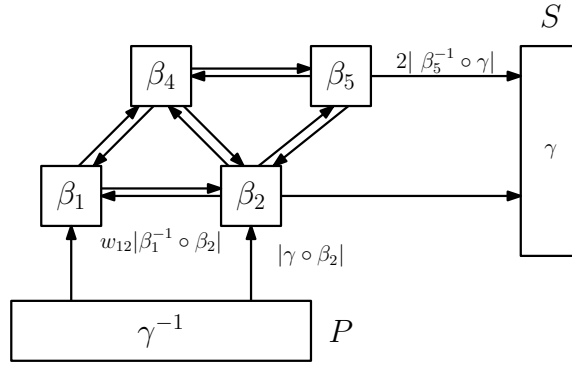 S
β₄
β₅
2| β₅⁻¹ ∘ γ|
γ
β₁
β₂
w₁₂|β₁⁻¹ ∘ β₂|
|γ ∘ β₂|
γ⁻¹
P